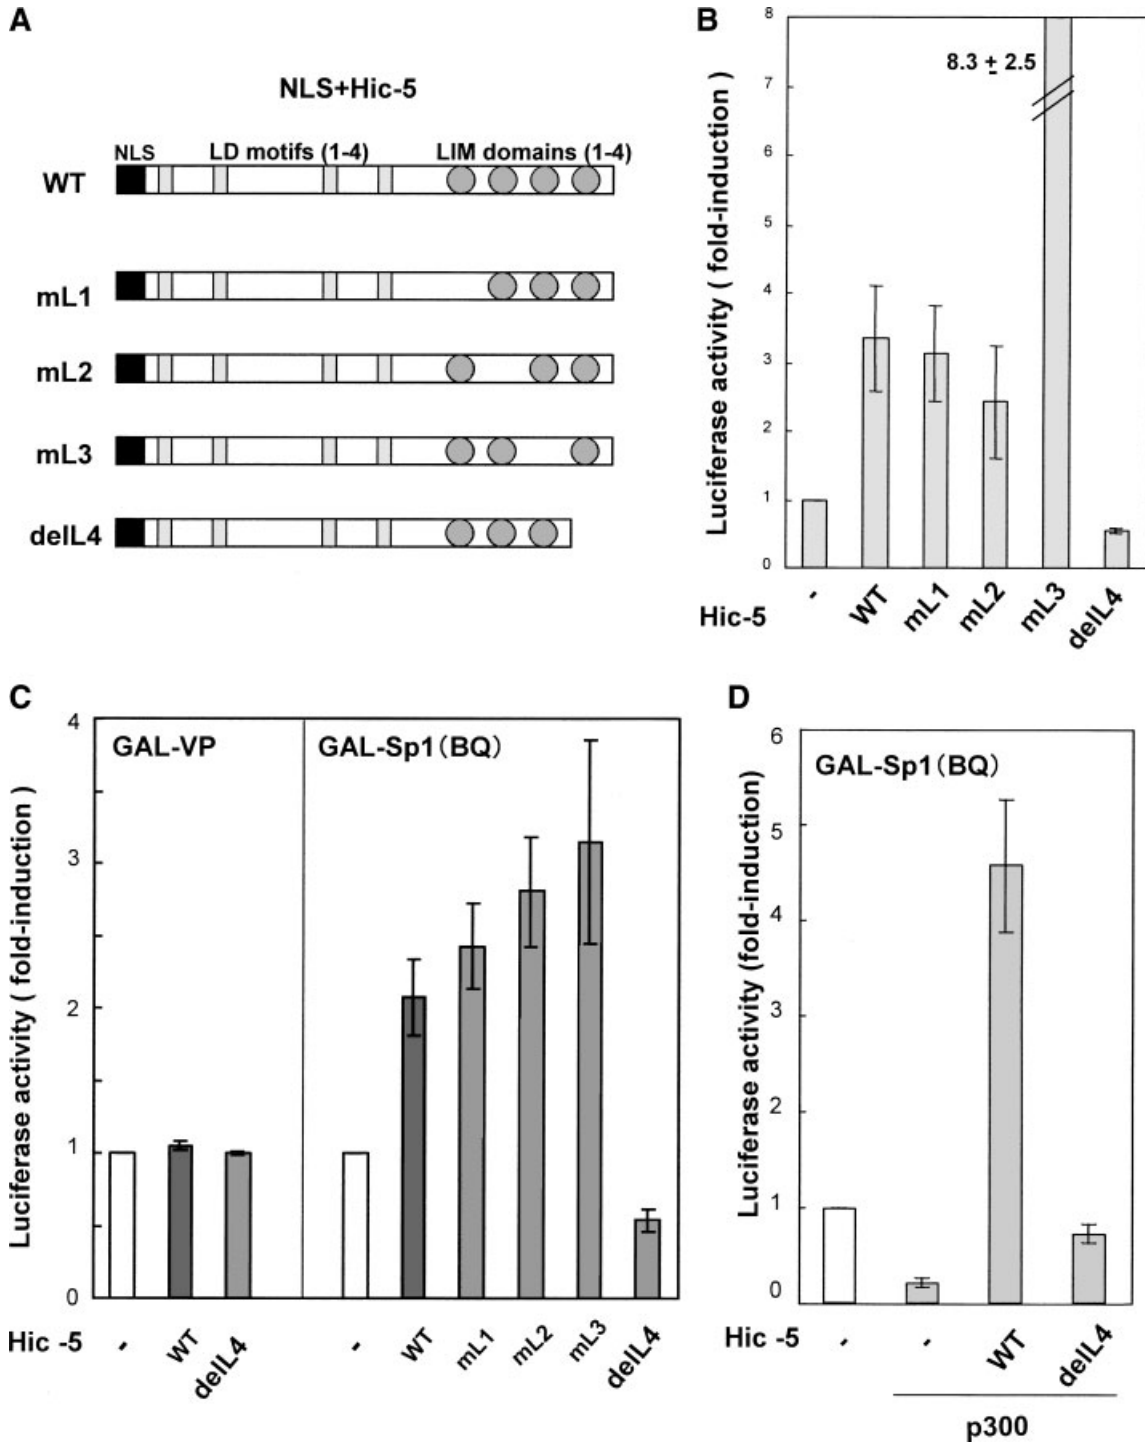 A
NLS+Hic-5
NLS LD motifs (1-4) LIM domains (1-4)
WT
mL1
mL2
mL3
delL4
B
Luciferase activity ( fold-induction )
8
7
6
5
4
3
2
1
0
8.3 ± 2.5
Hic-5 - WT mL1 mL2 mL3 delL4
C
Luciferase activity ( fold-induction )
4
3
2
1
0
GAL-VP GAL-Sp1(BQ)
Hic -5 - WT delL4 - WT mL1 mL2 mL3 delL4
D
Luciferase activity (fold-induction)
6
5
4
3
2
1
0
GAL-Sp1(BQ)
Hic -5 - - WT delL4
p300